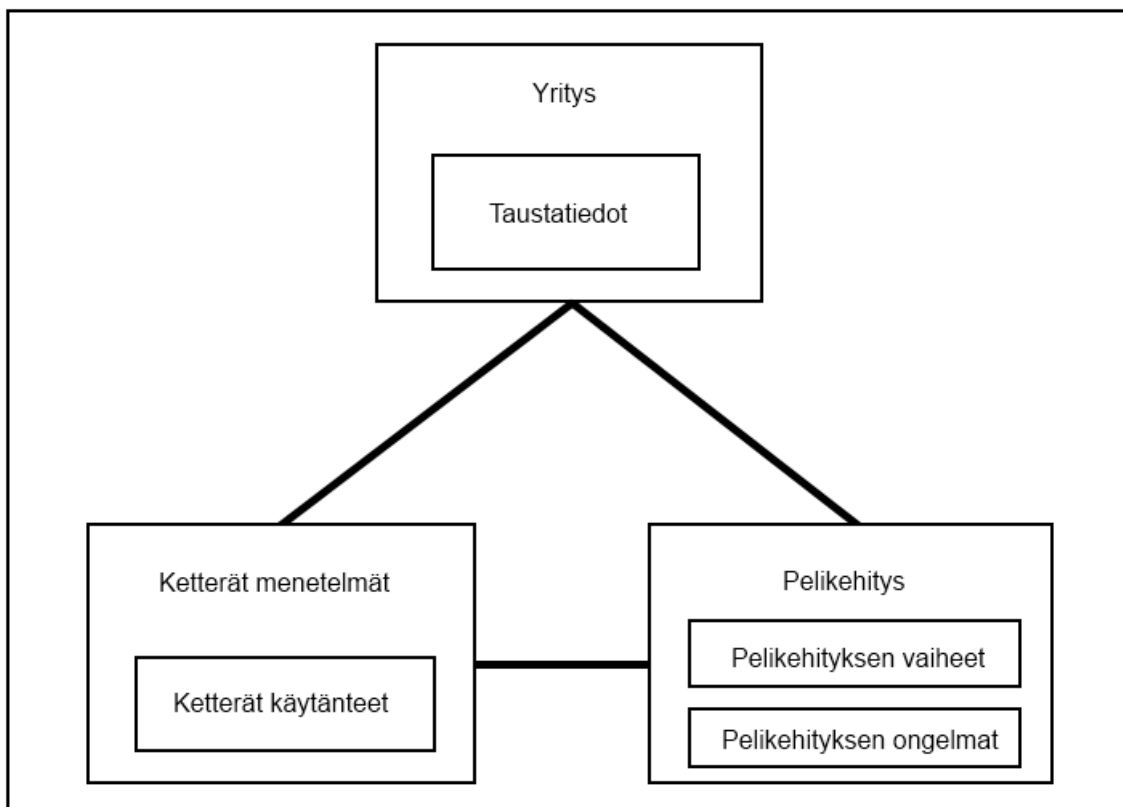 Yritys
Taustatiedot
Ketterät menetelmät
Ketterät käytänteet
Pelikehitys
Pelikehityksen vaiheet
Pelikehityksen ongelmat